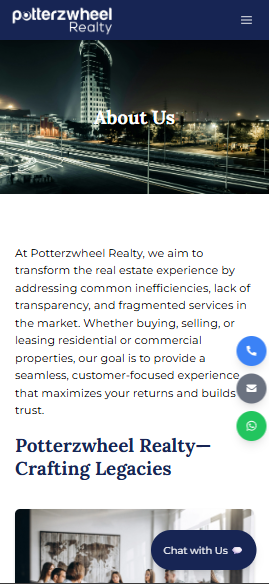 potterzwheel
Realty
About Us
At Potterzwheel Realty, we aim to
transform the real estate experience by
addressing common inefficiencies, lack of
transparency, and fragmented services in
the market. Whether buying, selling, or
leasing residential or commercial
properties, our goal is to provide a
seamless, customer-focused experience
that maximizes your returns and builds
trust.
Potterzwheel Realty—
Crafting Legacies
Chat with Us